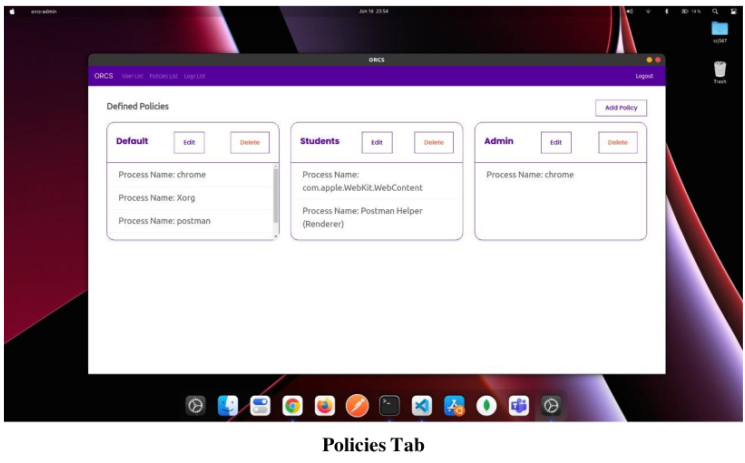 orcs-admin
Jun 16 23:54
ssj587
Trash
ORCS
ORCS User List Policies List Logs List Logout
Defined Policies
Add Policy
Default Edit Delete
Process Name: chrome
Process Name: Xorg
Process Name: postman
Students Edit Delete
Process Name:
com.apple.WebKit.WebContent
Process Name: Postman Helper
(Renderer)
Admin Edit Delete
Process Name: chrome
Policies Tab